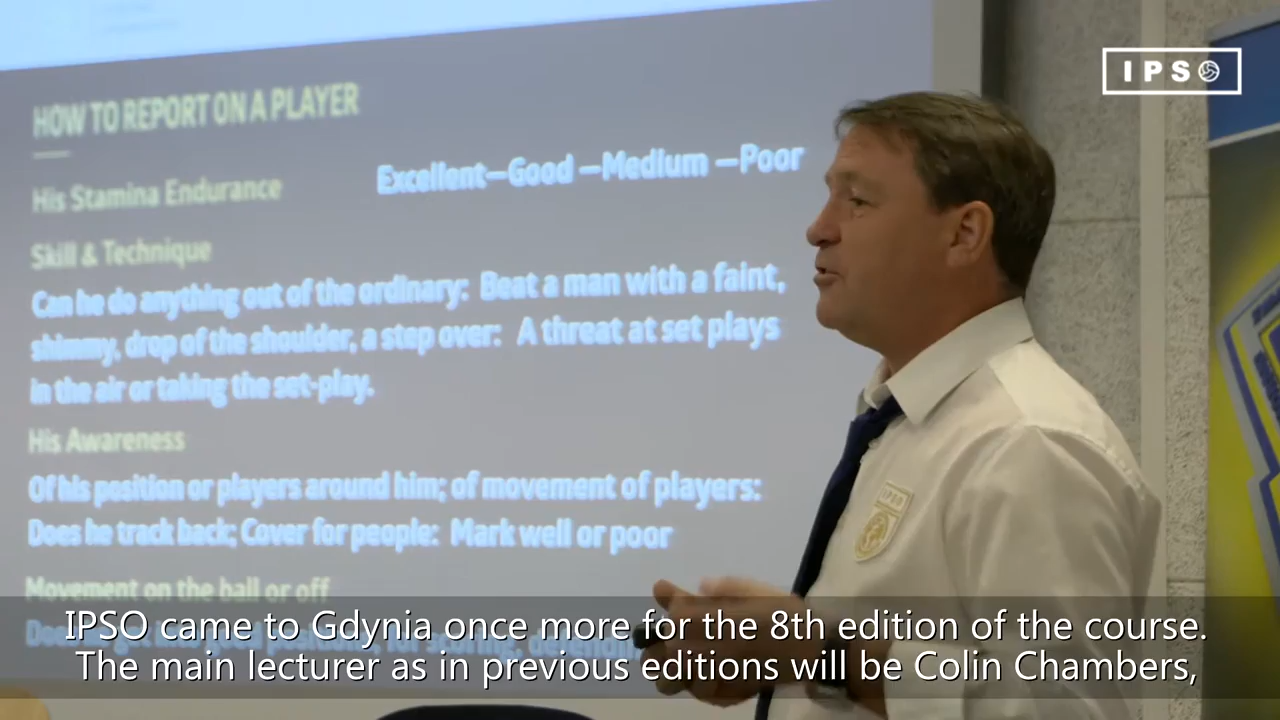 IPSO
HOW TO REPORT ON A PLAYER
Excellent—Good —Medium —Poor
His Stamina Endurance
Skill & Technique
Can he do anything out of the ordinary: Beat a man with a faint,
shimmy, drop of the shoulder, a step over: A threat at set plays
in the air or taking the set-play.
His Awareness
Of his position or players around him; of movement of players:
Does he track back; Cover for people: Mark well or poor
IPSO
Movement on the ball or off
IPSO came to Gdynia once more for the 8th edition of the course.
The main lecturer as in previous editions will be Colin Chambers,